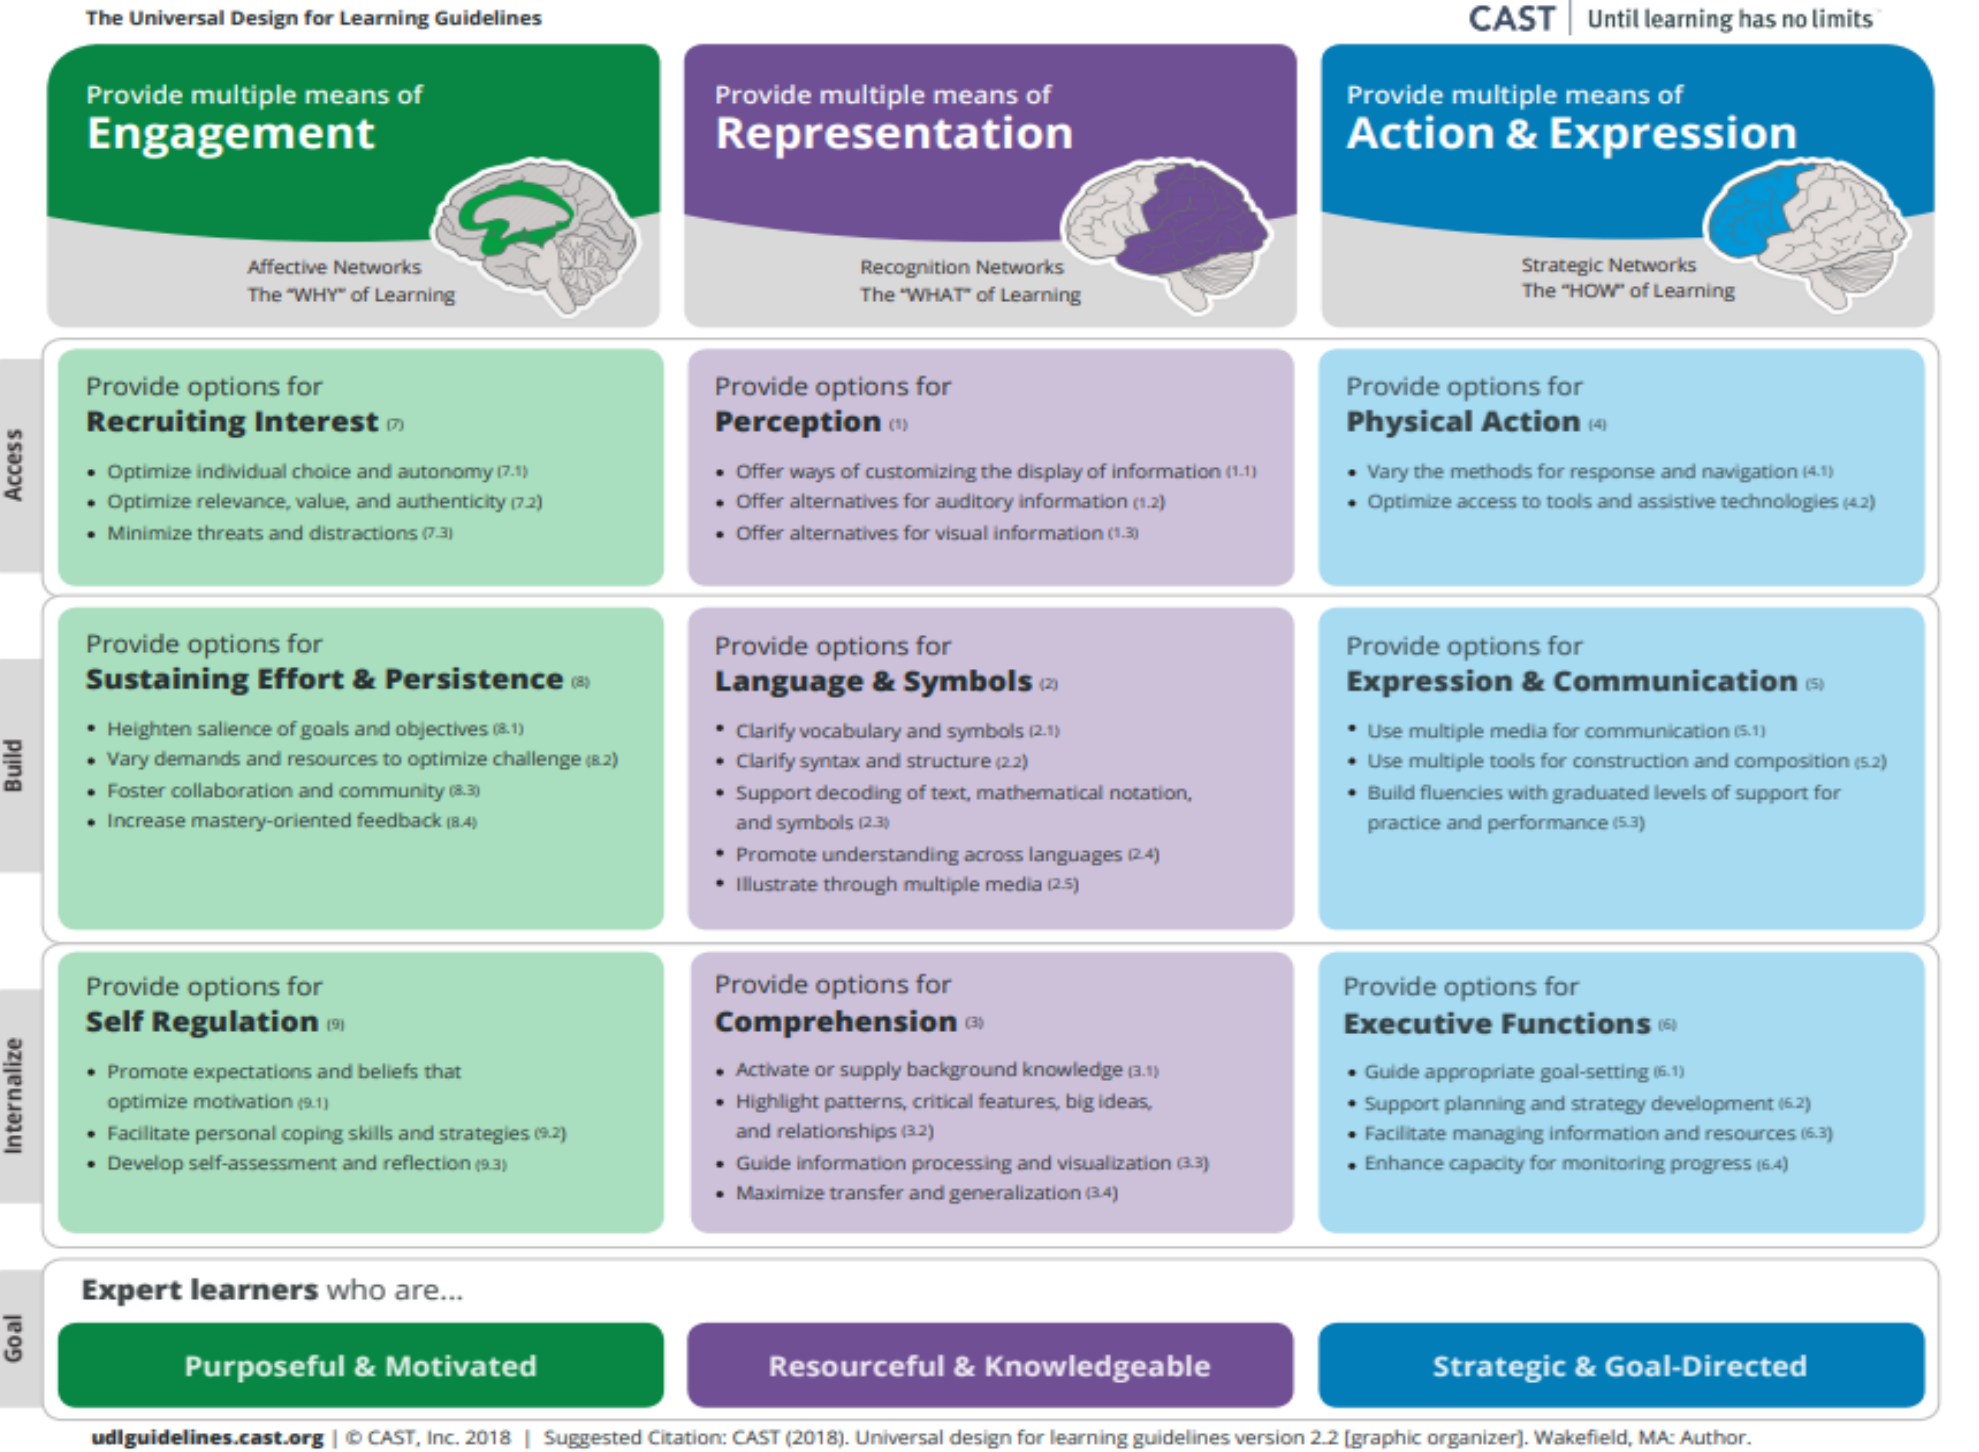 The Universal Design for Learning Guidelines
CAST | Until learning has no limits™
Provide multiple means of
Engagement
Affective Networks
The “WHY” of Learning
Provide multiple means of
Representation
Recognition Networks
The “WHAT” of Learning
Provide multiple means of
Action & Expression
Strategic Networks
The “HOW” of Learning
Access
Provide options for
Recruiting Interest (7)
• Optimize individual choice and autonomy (7.1)
• Optimize relevance, value, and authenticity (7.2)
• Minimize threats and distractions (7.3)
Provide options for
Perception (1)
• Offer ways of customizing the display of information (1.1)
• Offer alternatives for auditory information (1.2)
• Offer alternatives for visual information (1.3)
Provide options for
Physical Action (4)
• Vary the methods for response and navigation (4.1)
• Optimize access to tools and assistive technologies (4.2)
Build
Provide options for
Sustaining Effort & Persistence (8)
• Heighten salience of goals and objectives (8.1)
• Vary demands and resources to optimize challenge (8.2)
• Foster collaboration and community (8.3)
• Increase mastery-oriented feedback (8.4)
Provide options for
Language & Symbols (2)
• Clarify vocabulary and symbols (2.1)
• Clarify syntax and structure (2.2)
• Support decoding of text, mathematical notation,
and symbols (2.3)
• Promote understanding across languages (2.4)
• Illustrate through multiple media (2.5)
Provide options for
Expression & Communication (5)
• Use multiple media for communication (5.1)
• Use multiple tools for construction and composition (5.2)
• Build fluencies with graduated levels of support for
practice and performance (5.3)
Internalize
Provide options for
Self Regulation (9)
• Promote expectations and beliefs that
optimize motivation (9.1)
• Facilitate personal coping skills and strategies (9.2)
• Develop self-assessment and reflection (9.3)
Provide options for
Comprehension (3)
• Activate or supply background knowledge (3.1)
• Highlight patterns, critical features, big ideas,
and relationships (3.2)
• Guide information processing and visualization (3.3)
• Maximize transfer and generalization (3.4)
Provide options for
Executive Functions (6)
• Guide appropriate goal-setting (6.1)
• Support planning and strategy development (6.2)
• Facilitate managing information and resources (6.3)
• Enhance capacity for monitoring progress (6.4)
Goal
Expert learners who are...
Purposeful & Motivated
Resourceful & Knowledgeable
Strategic & Goal-Directed
udlguidelines.cast.org | © CAST, Inc. 2018 | Suggested Citation: CAST (2018). Universal design for learning guidelines version 2.2 [graphic organizer]. Wakefield, MA: Author.